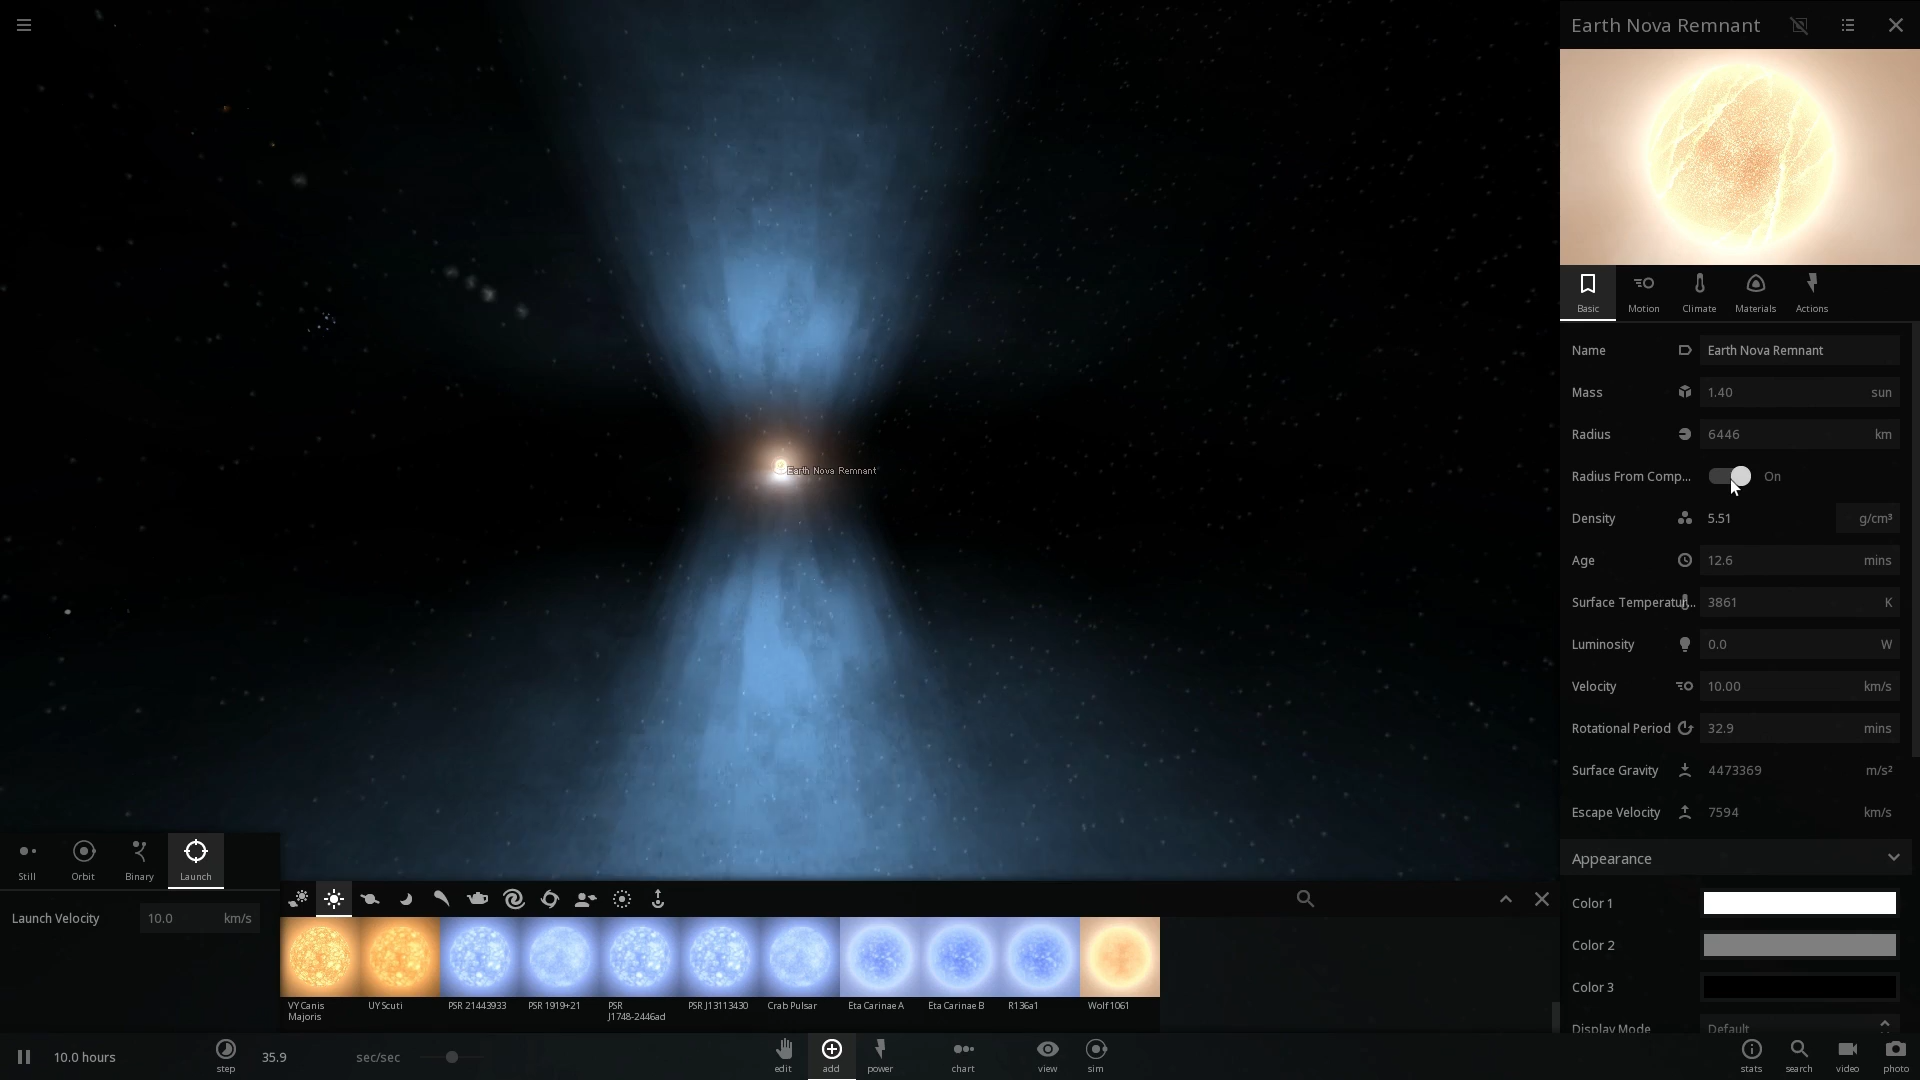 Earth Nova Remnant
Earth Nova Remnant
Basic
Motion
Climate
Materials
Actions
Name Earth Nova Remnant
Mass 1.40 sun
Radius 6446 km
Radius From Comp... On
Density 5.51 g/cm³
Age 12.6 mins
Surface Temperatur... 3861 K
Luminosity 0.0 W
Velocity 10.00 km/s
Rotational Period 32.9 mins
Surface Gravity 4473369 m/s²
Escape Velocity 7594 km/s
Appearance
Color 1
Color 2
Color 3
Display Mode Default
Still
Orbit
Binary
Launch
Launch Velocity 10.0 km/s
VY Canis
Majoris
UY Scuti
PSR 21443933
PSR 1919+21
PSR
J1748-2446ad
PSR J13113430
Crab Pulsar
Eta Carinae A
Eta Carinae B
R136a1
Wolf 1061
10.0 hours
step
35.9 sec/sec
edit
add
power
chart
view
sim
stats
search
video
photo